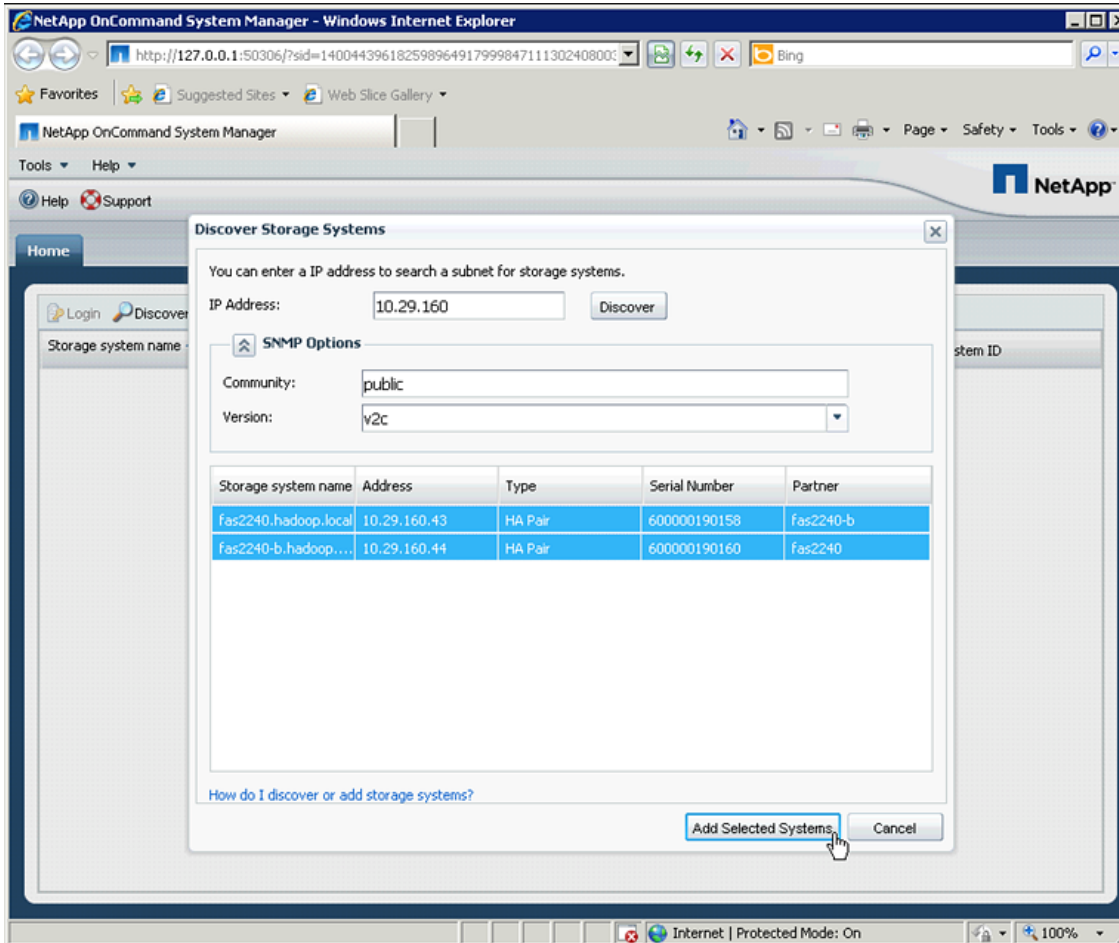 NetApp OnCommand System Manager - Windows Internet Explorer
http://127.0.0.1:50306/?sid=14004439618259896491799984711130240800
Bing
Favorites Suggested Sites Web Slice Gallery
NetApp OnCommand System Manager
Page Safety Tools
Tools Help
NetApp
Help Support
Discover Storage Systems
Home
You can enter a IP address to search a subnet for storage systems.
Login Discover
IP Address: 10.29.160 Discover
Storage system name
SNMP Options
stem ID
Community: public
Version: v2c
Storage system name Address Type Serial Number Partner
fas2240.hadoop.local 10.29.160.43 HA Pair 600000190158 fas2240-b
fas2240-b.hadoop.... 10.29.160.44 HA Pair 600000190160 fas2240
How do I discover or add storage systems?
Add Selected Systems Cancel
Internet | Protected Mode: On 100%